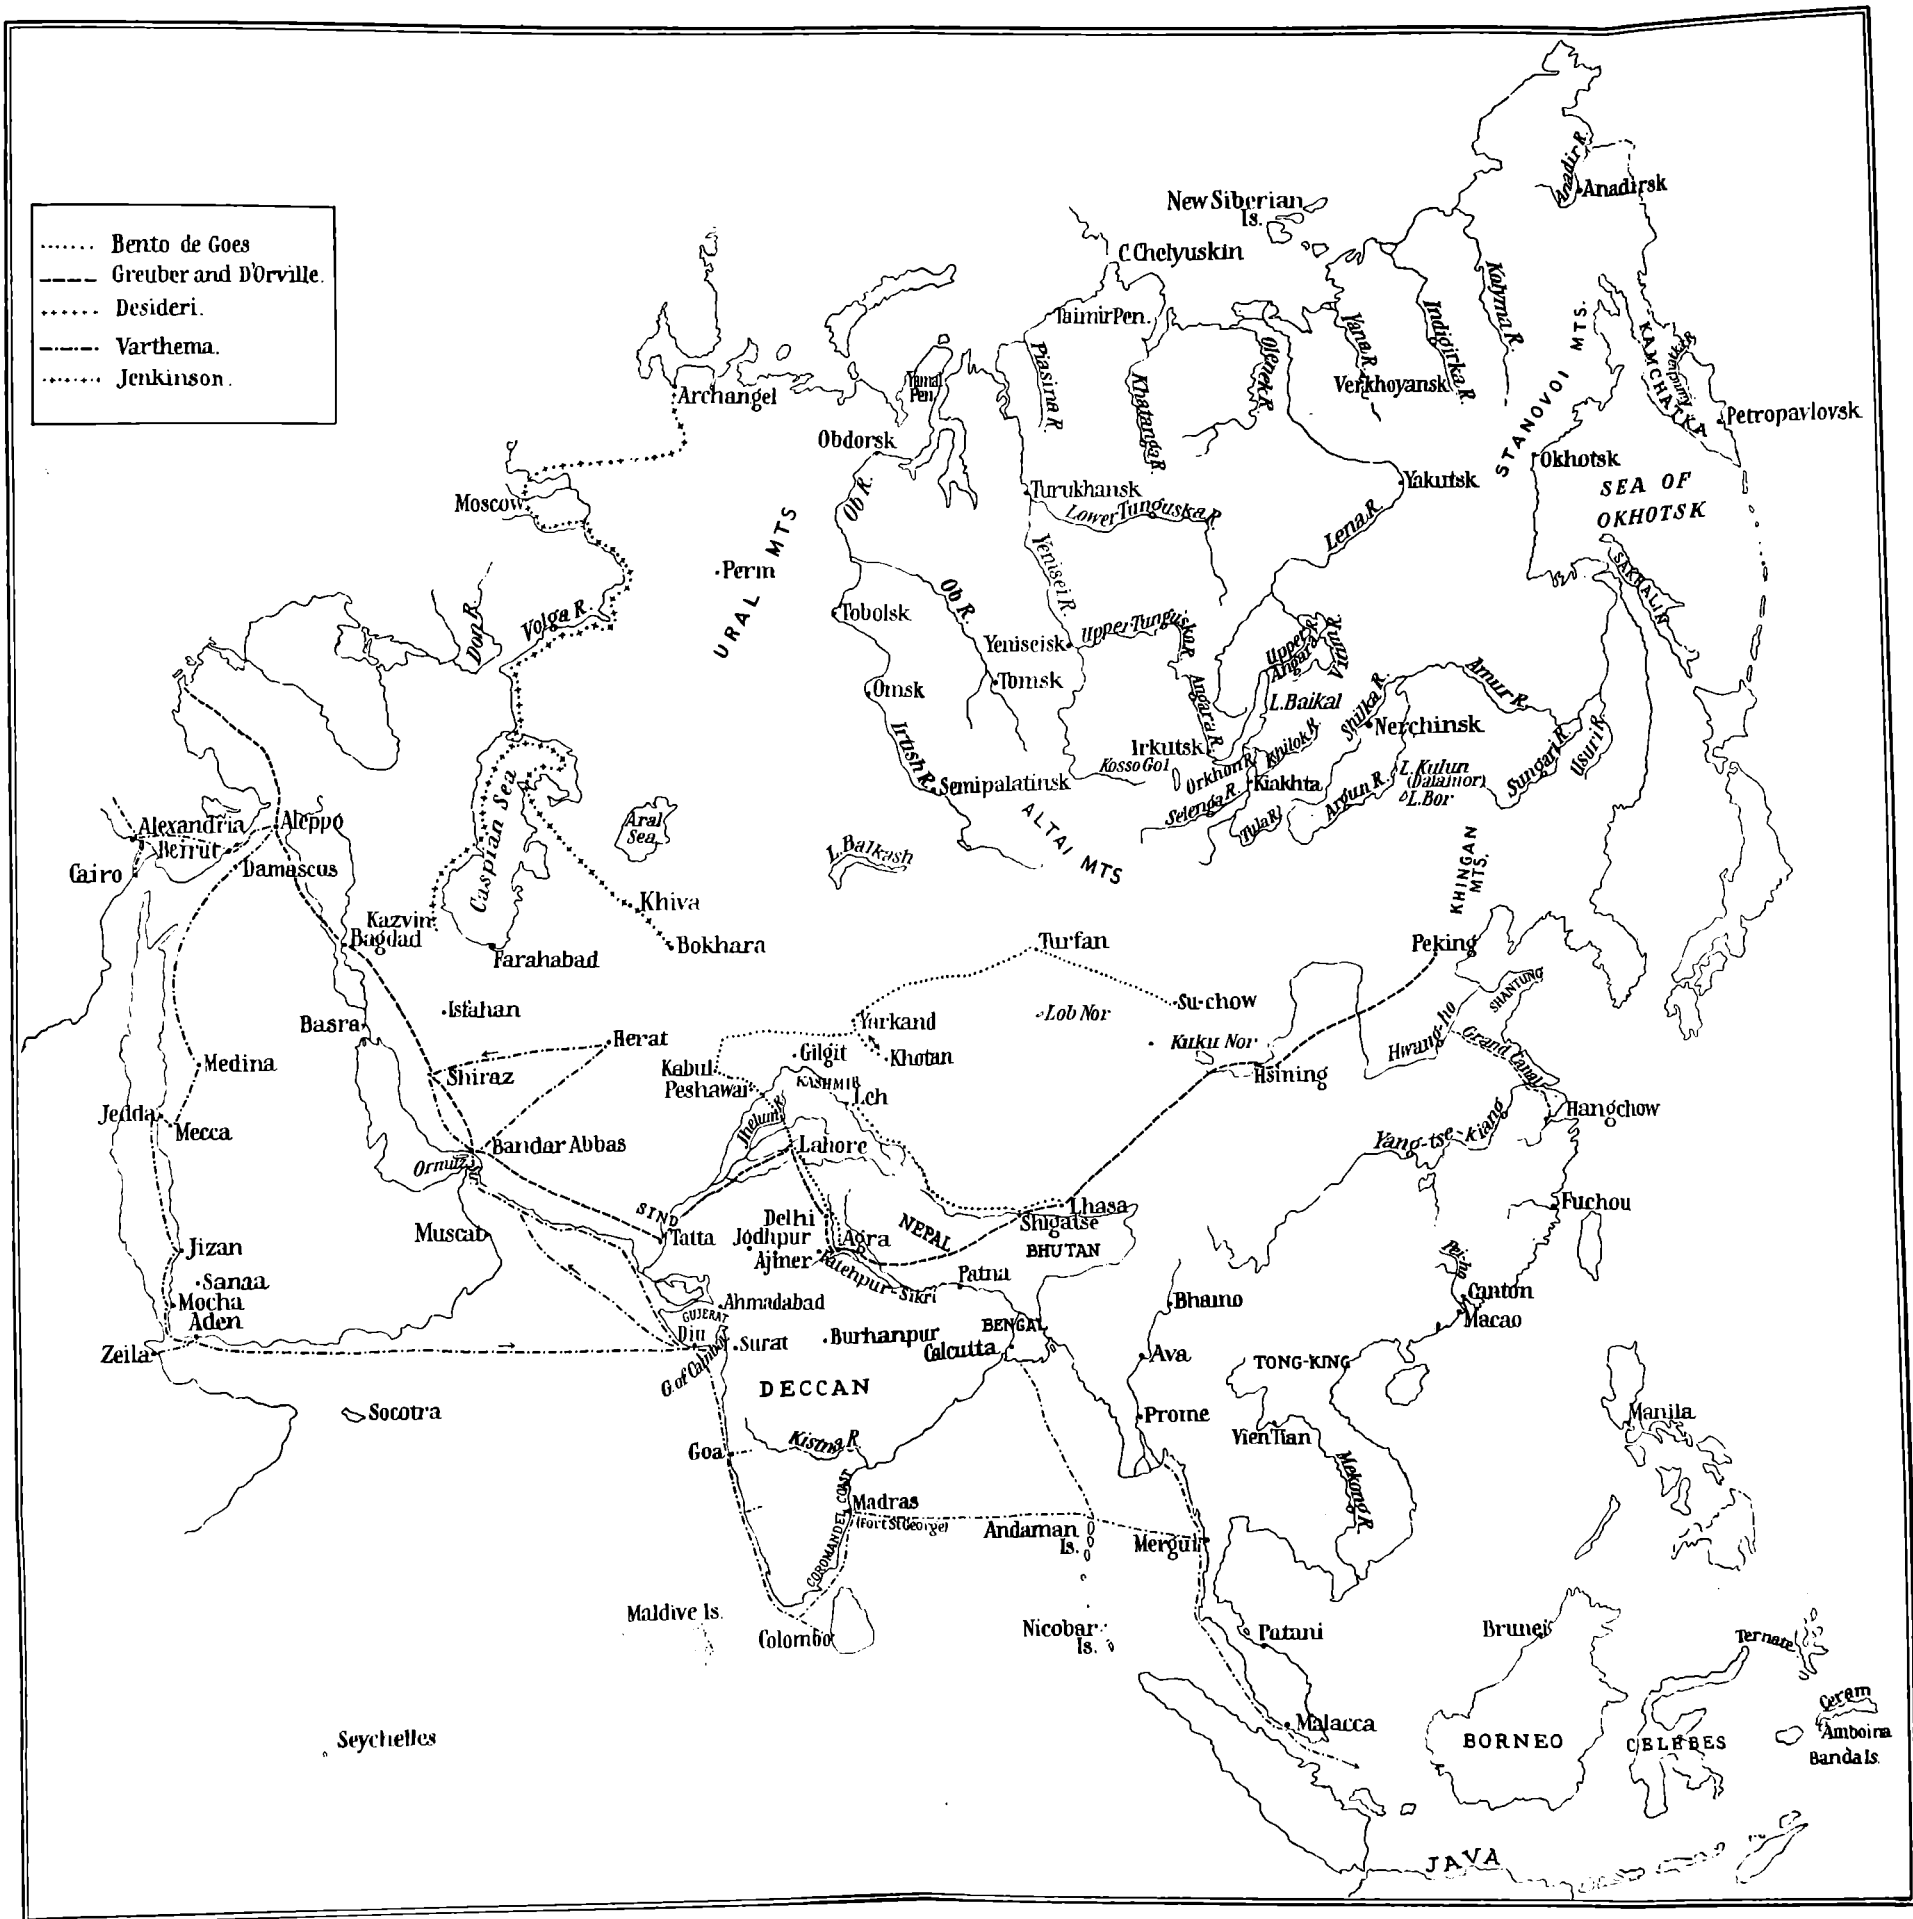 Bento de Goes
Greuber and D'Orville.
Desideri.
Varthema.
Jenkinson.
New Siberian
Is.
C. Chelyuskin
Anadir R.
Anadirsk
Taimir Pen.
Piasina R.
Khatanga R.
Olenek R.
Yana R.
Verkhoyansk
Indigirka R.
Kolyma R.
STANOVOI MTS.
KAMCHATKA
Petropavlovsk
Archangel
Yamal
Pen.
Obdorsk
Ob R.
Okhotsk
SEA OF
OKHOTSK
Moscow
Turukhansk
Lower Tunguska R.
Yakutsk
Lena R.
URAL MTS
Perm
Yenisei R.
SAKHALIN
Don R.
Volga R.
Tobolsk
Ob R.
Yeniseisk
Upper Tunguska R.
Upper
Angara R.
Vitim R.
Omsk
Tomsk
Angara R.
L. Baikal
Shilka R.
Amur R.
Nerchinsk
Irtish R.
Irkutsk
Kosso Gol
Khilok R.
Orkhon R.
Selenga R.
Kiakhta
Tula R.
Argun R.
L. Kulun
(Dalainor)
L. Bor
Sungari R.
Usuri R.
Semipalatinsk
ALTAI MTS
Caspian Sea
Aral
Sea
L. Balkash
KHINGAN
MTS.
Alexandria
Aleppo
Berrut
Cairo
Damascus
Kazvin
Bagdad
Farahabad
Khiva
Bokhara
Turfan
Peking
Isfahan
Su-chow
Lob Nor
SHANTUNG
Basra
Herat
Yarkand
Kuku Nor
Hwang-ho
Grand Canal
Medina
Shiraz
Kabul
Gilgit
Khotan
Peshawar
KASHMIR
Leh
Hsining
Jedda
Mecca
Jhelum R.
Hangchow
Bandar Abbas
Ormuz
Lahore
Yang-tse-kiang
Muscat
SIND
Tatta
Delhi
Jodhpur
Agra
Ajmer
Fatehpur-Sikri
NEPAL
Lhasa
Shigatse
BHUTAN
Fuchou
Jizan
Sanaa
Mocha
Aden
Zeila
Patna
Pei-ho
Canton
Macao
Bhamo
Ahmadabad
GUJERAT
Diu
Surat
G. of Cambay
Burhanpur
BENGAL
Calcutta
Ava
TONG-KING
DECCAN
Socotra
Prome
Vien Tian
Manila
Goa
Kistna R.
Mekong R.
COROMANDEL COAST
Madras
(Fort St George)
Andaman
Is.
Mergui
Maldive Is.
Colombo
Nicobar
Is.
Patani
Brunei
Ternate
Malacca
Seychelles
BORNEO
CELEBES
Ceram
Amboina
Banda Is.
JAVA